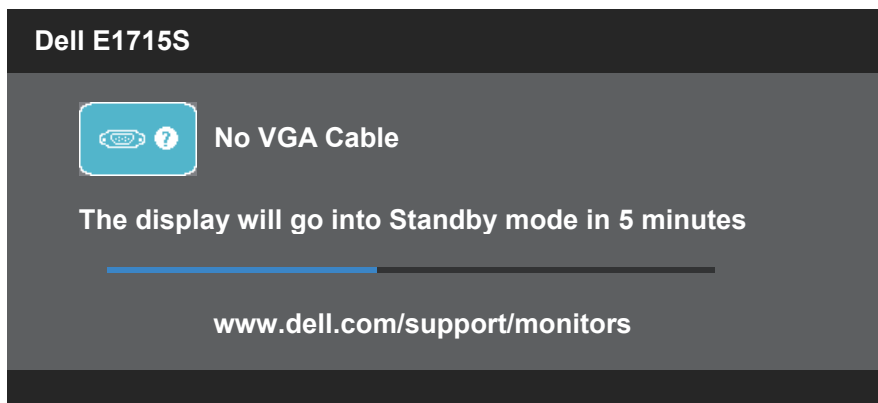 Dell E1715S
? No VGA Cable
The display will go into Standby mode in 5 minutes
www.dell.com/support/monitors